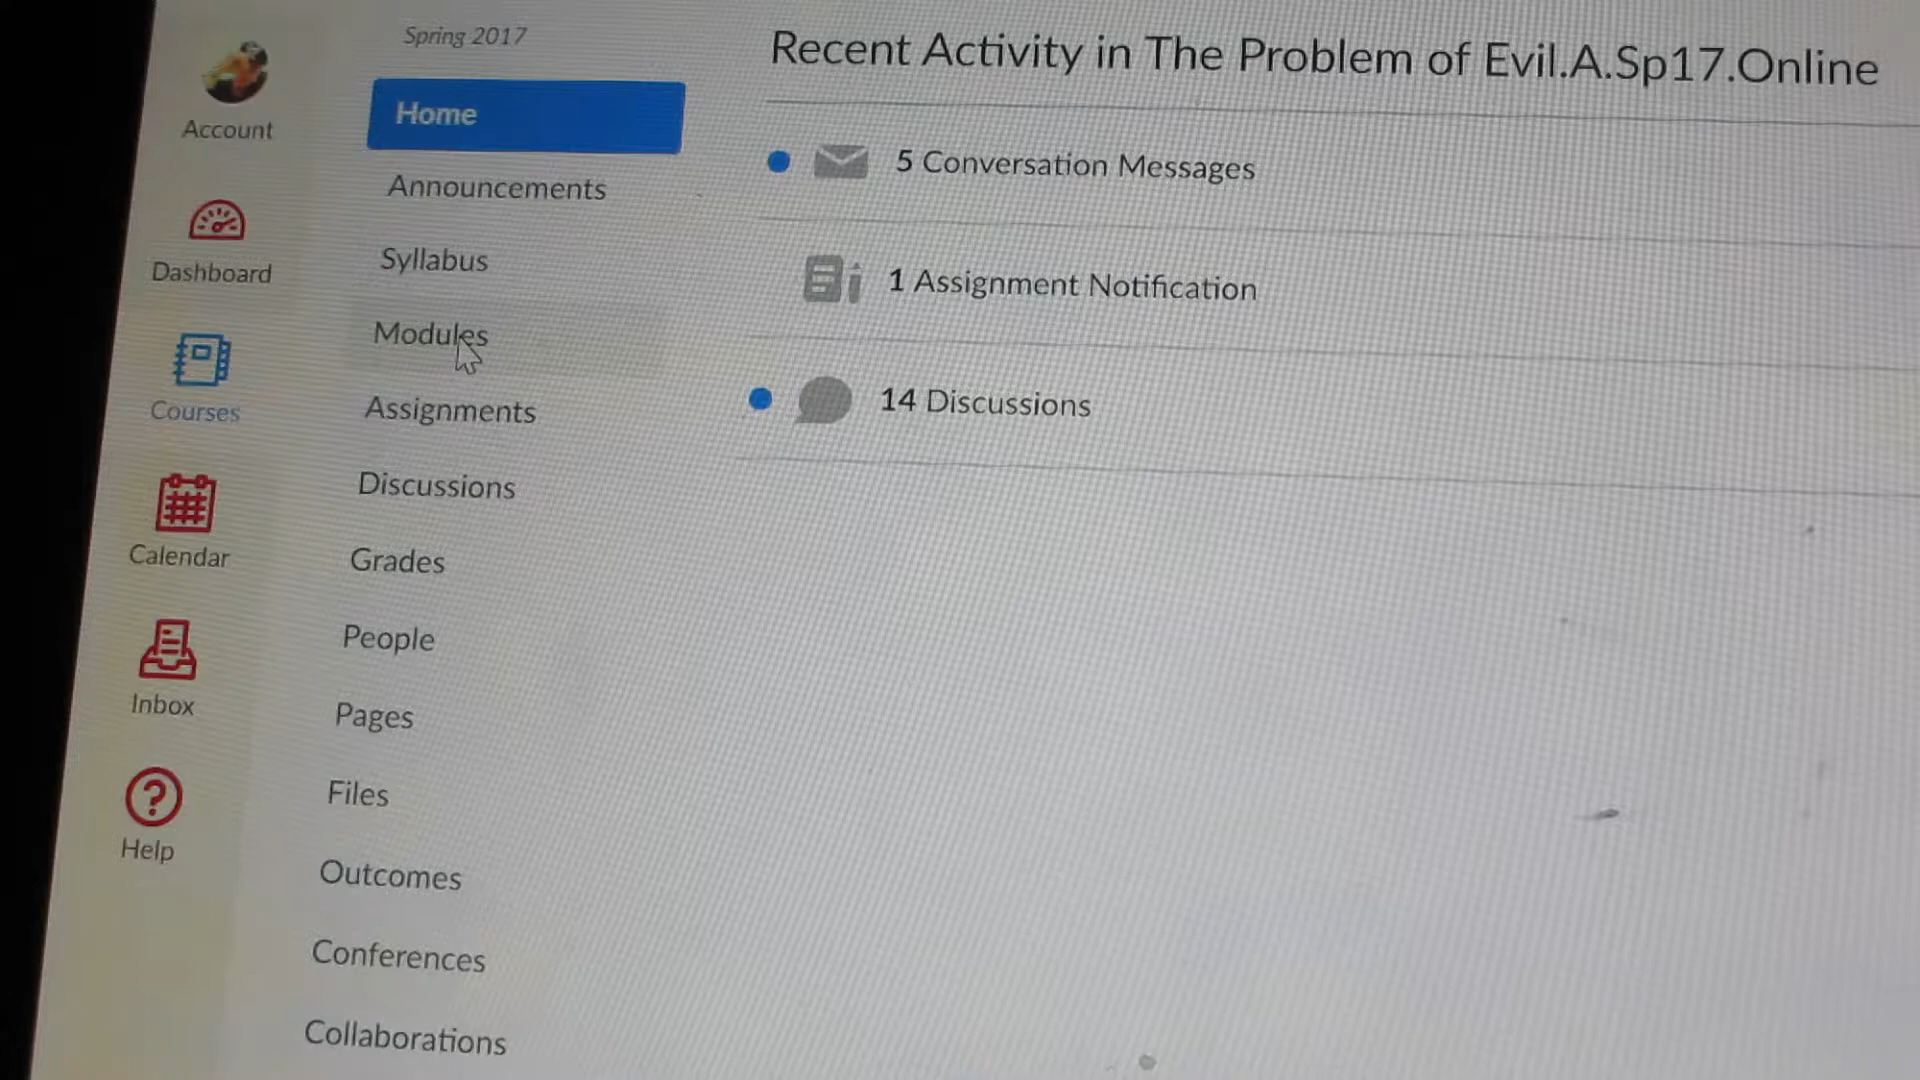 Account
Dashboard
Courses
Calendar
Inbox
Help
Spring 2017
Home
Announcements
Syllabus
Modules
Assignments
Discussions
Grades
People
Pages
Files
Outcomes
Conferences
Collaborations
Recent Activity in The Problem of Evil.A.Sp17.Online
5 Conversation Messages
1 Assignment Notification
14 Discussions